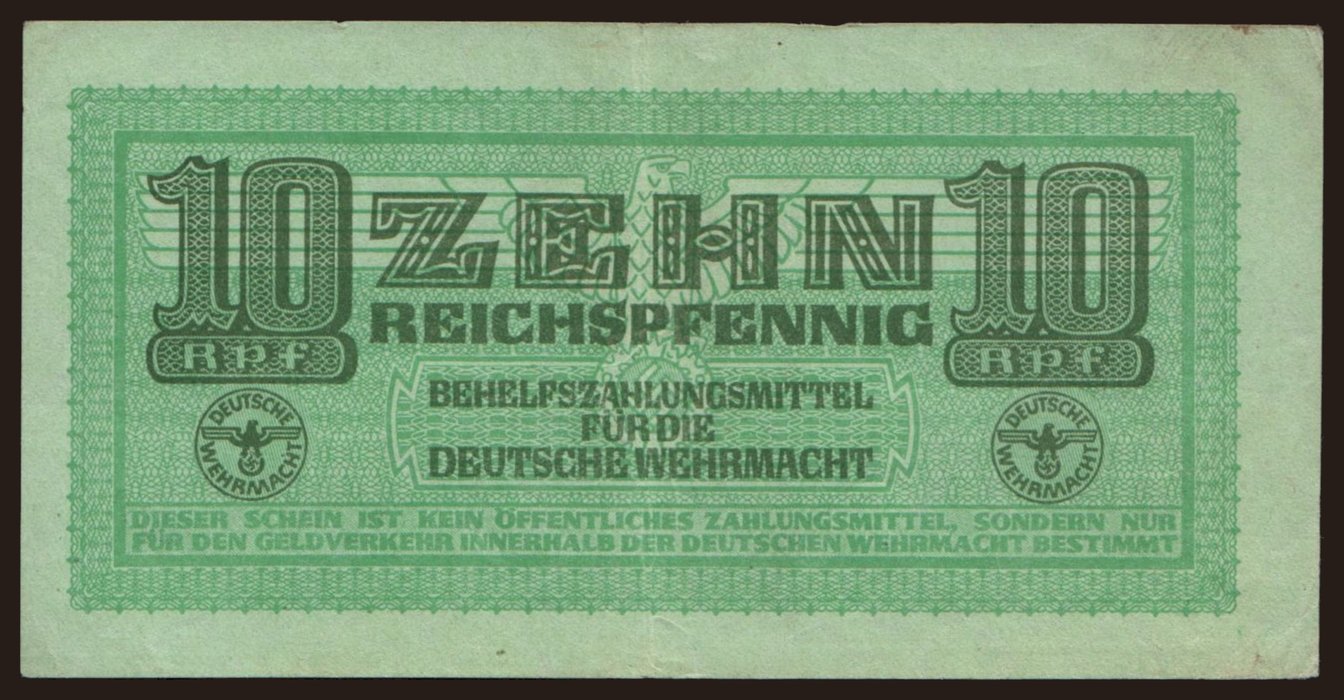 10 ZEHN 10
REICHSPFENNIG
Rpf Rpf
BEHELFSZAHLUNGSMITTEL
FÜR DIE
DEUTSCHE WEHRMACHT
DEUTSCHE WEHRMACHT
DEUTSCHE WEHRMACHT
DIESER SCHEIN IST KEIN ÖFFENTLICHES ZAHLUNGSMITTEL, SONDERN NUR
FÜR DEN GELDVERKEHR INNERHALB DER DEUTSCHEN WEHRMACHT BESTIMMT